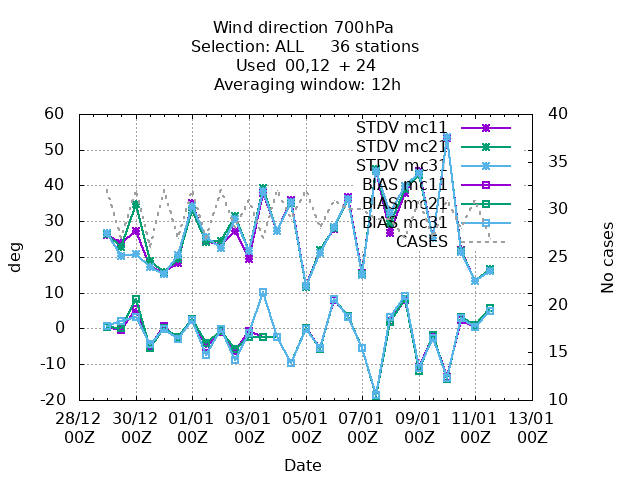 Wind direction 700hPa
Selection: ALL 36 stations
Used 00,12 + 24
Averaging window: 12h
60 40
STDV mc11
STDV mc21
50 35
STDV mc31
40 BIAS mc11
BIAS mc21
30 30
BIAS mc31
CASES
20 25
10 20
0 15
-10
-20 10
deg
No cases
28/12 30/12 01/01 03/01 05/01 07/01 09/01 11/01 13/01
00Z 00Z 00Z 00Z 00Z 00Z 00Z 00Z 00Z
Date